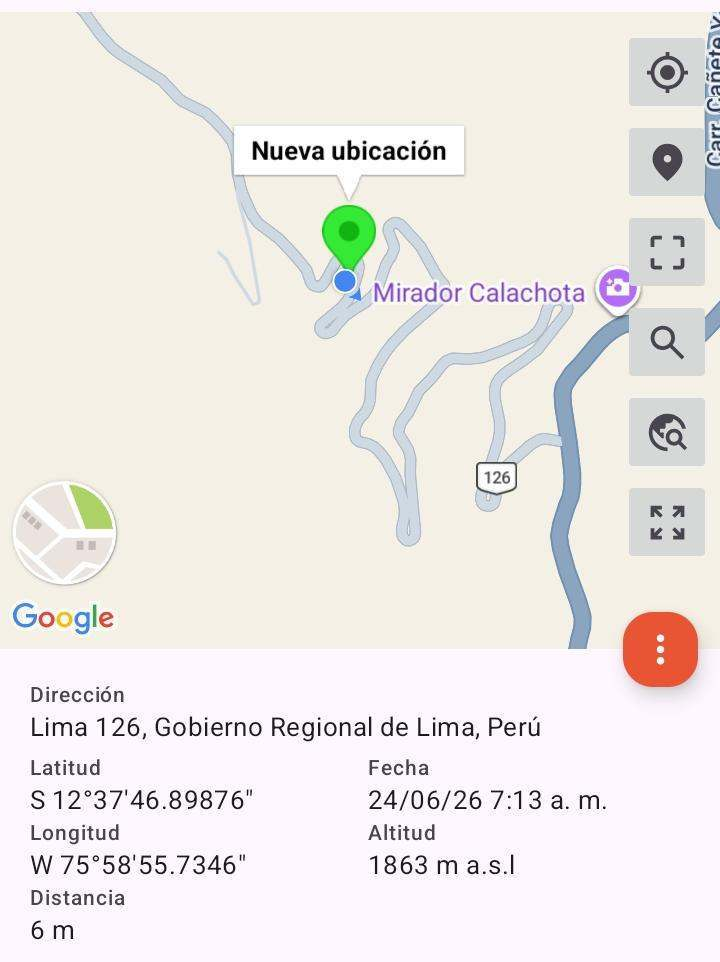 Carr. Cañete Y
Nueva ubicación
Mirador Calachota
126
Google
Dirección
Lima 126, Gobierno Regional de Lima, Perú
Latitud
S 12°37'46.89876"
Fecha
24/06/26 7:13 a. m.
Longitud
W 75°58'55.7346"
Altitud
1863 m a.s.l
Distancia
6 m